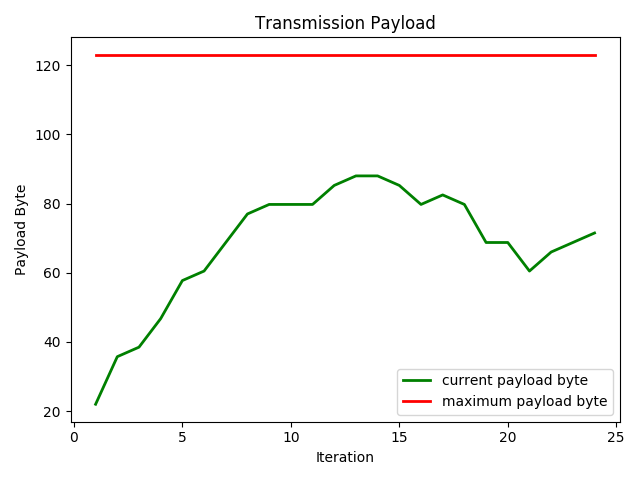 Transmission Payload
120
100
80
60
40
20
Payload Byte
0
5
10
15
20
25
Iteration
current payload byte
maximum payload byte